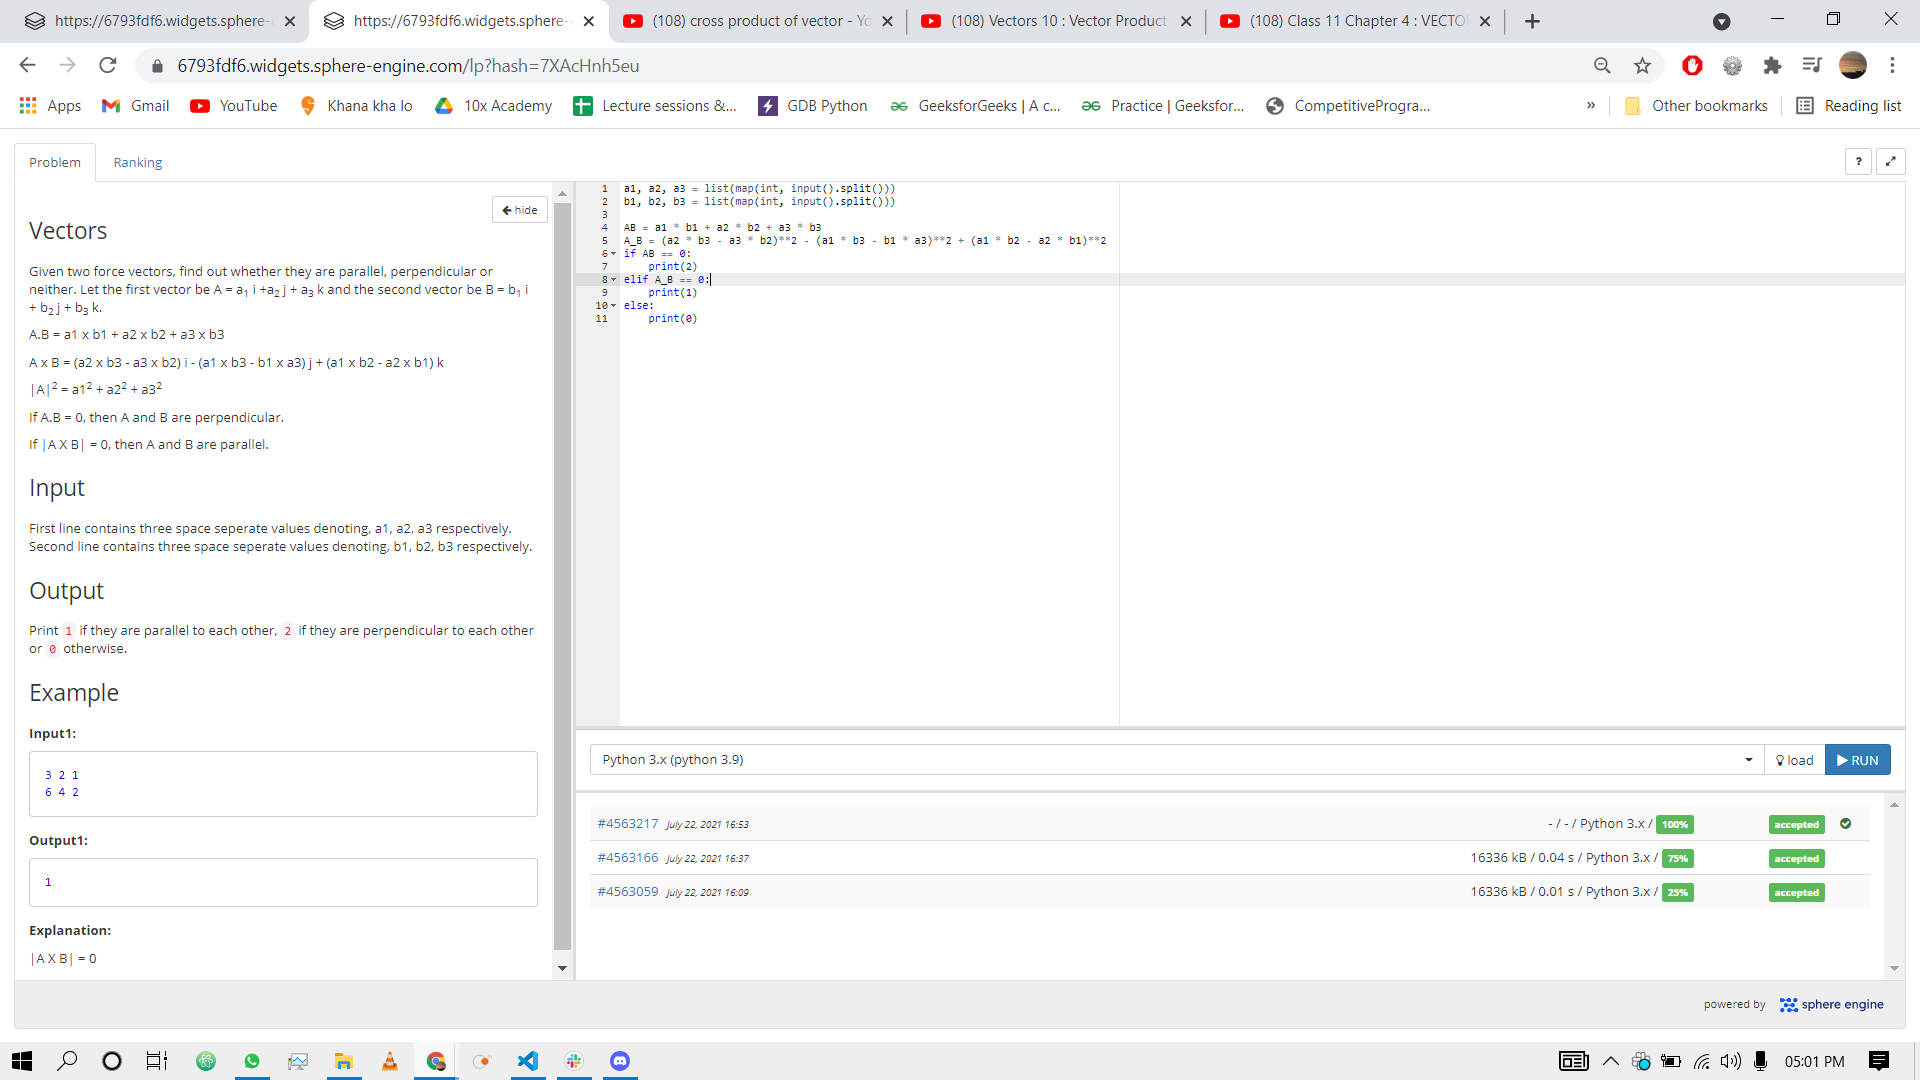 https://6793fdf6.widgets.sphere-
https://6793fdf6.widgets.sphere-
(108) cross product of vector - Yo
(108) Vectors 10 : Vector Product
(108) Class 11 Chapter 4 : VECTO
6793fdf6.widgets.sphere-engine.com/lp?hash=7XAcHnh5eu
Apps
Gmail
YouTube
Khana kha lo
10x Academy
Lecture sessions &...
GDB Python
GeeksforGeeks | A c...
Practice | Geeksfor...
CompetitiveProgra…
»
Other bookmarks
Reading list
Problem
Ranking
?
hide
Vectors
Given two force vectors, find out whether they are parallel, perpendicular or
neither. Let the first vector be A = a1 i +a2 j + a3 k and the second vector be B = b1 i
+ b2 j + b3 k.
A.B = a1 x b1 + a2 x b2 + a3 x b3
A x B = (a2 x b3 - a3 x b2) i - (a1 x b3 - b1 x a3) j + (a1 x b2 - a2 x b1) k
|A|2 = a12 + a22 + a32
If A.B = 0, then A and B are perpendicular.
If |A X B| = 0, then A and B are parallel.
Input
First line contains three space seperate values denoting, a1, a2, a3 respectively.
Second line contains three space seperate values denoting, b1, b2, b3 respectively.
Output
Print 1 if they are parallel to each other, 2 if they are perpendicular to each other
or 0 otherwise.
Example
Input1:
3 2 1
6 4 2
Output1:
1
Explanation:
|A X B| = 0
1 a1, a2, a3 = list(map(int, input().split()))
2 b1, b2, b3 = list(map(int, input().split()))
3
4 AB = a1 * b1 + a2 * b2 + a3 * b3
5 A_B = (a2 * b3 - a3 * b2)**2 - (a1 * b3 - b1 * a3)**2 + (a1 * b2 - a2 * b1)**2
6 if AB == 0:
7 print(2)
8 elif A_B == 0:
9 print(1)
10 else:
11 print(0)
Python 3.x (python 3.9)
load
RUN
#4563217 July 22, 2021 16:53 - / - / Python 3.x / 100% accepted
#4563166 July 22, 2021 16:37 16336 kB / 0.04 s / Python 3.x / 75% accepted
#4563059 July 22, 2021 16:09 16336 kB / 0.01 s / Python 3.x / 25% accepted
powered by sphere engine
05:01 PM